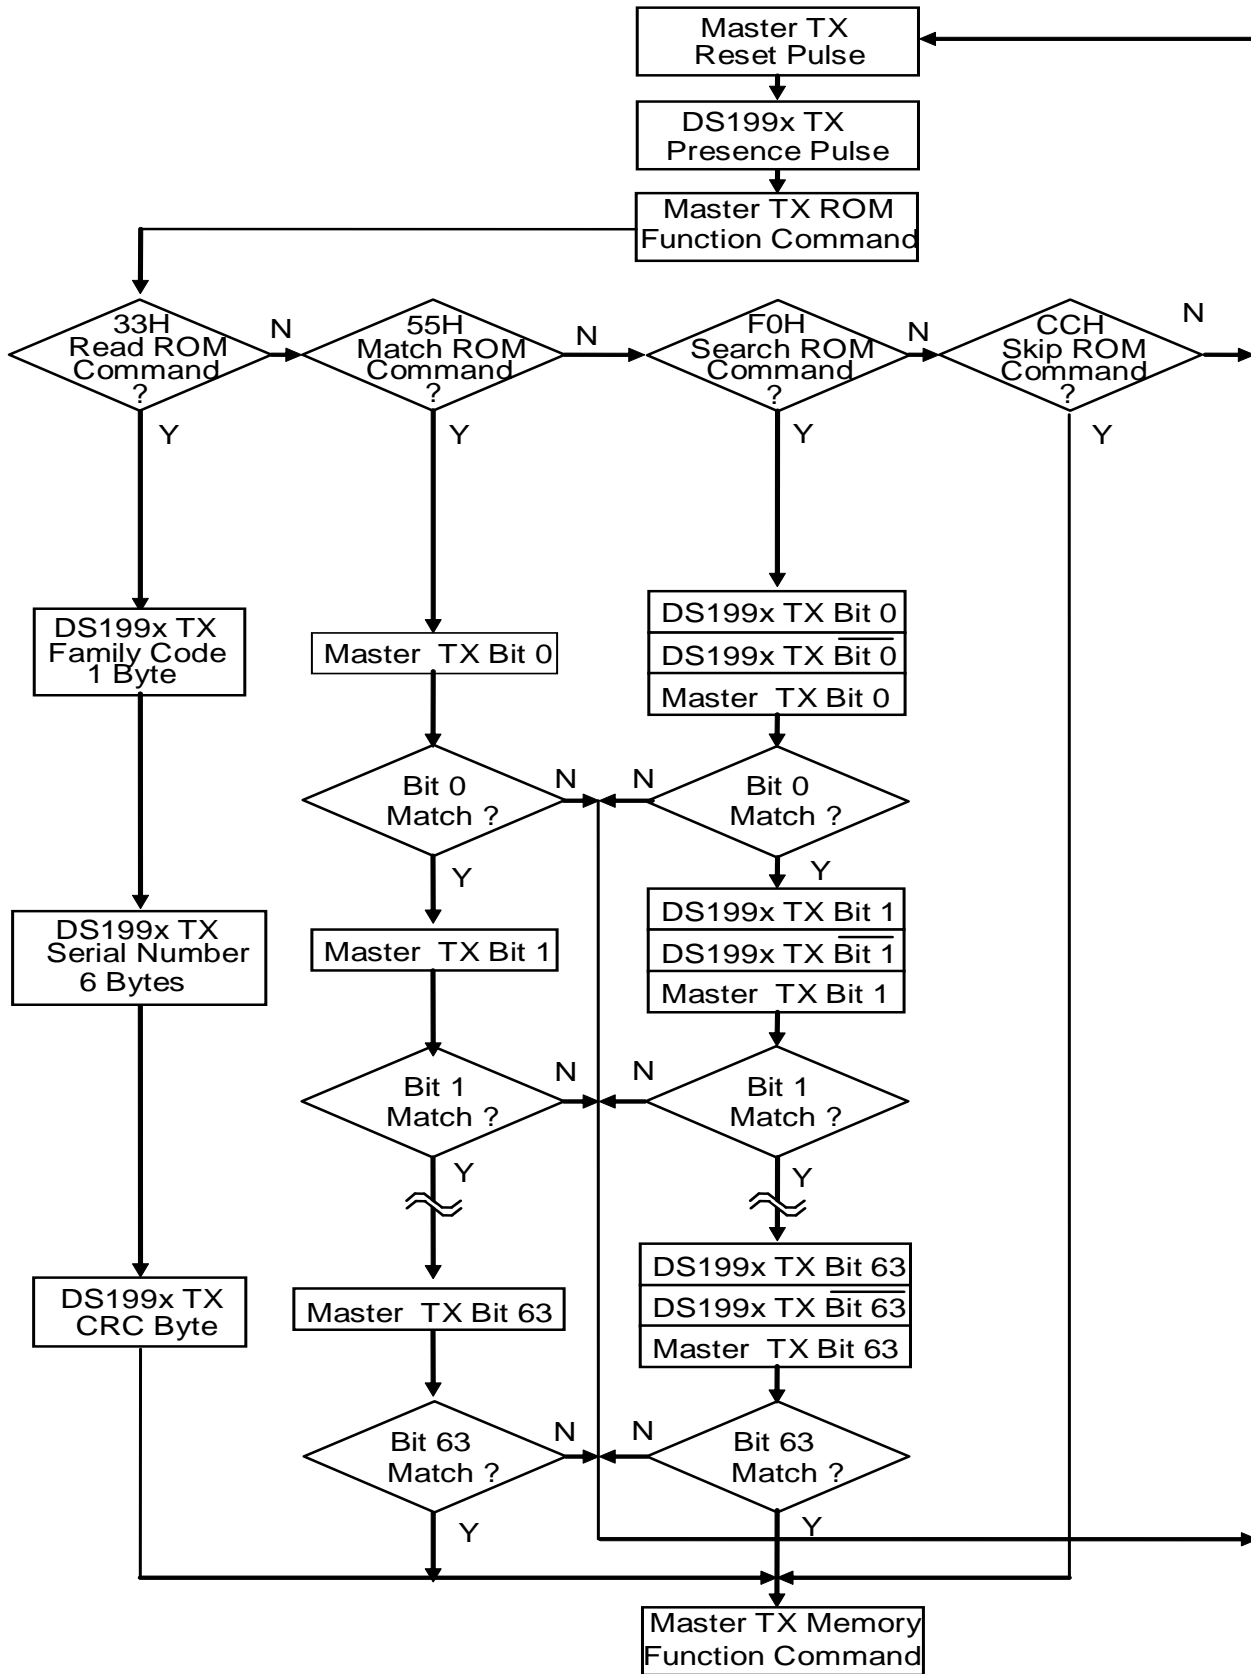 Master TX
Reset Pulse
DS199x TX
Presence Pulse
Master TX ROM
Function Command
33H
Read ROM
Command
?
N
Y
55H
Match ROM
Command
?
N
Y
F0H
Search ROM
Command
?
N
Y
CCH
Skip ROM
Command
?
N
Y
DS199x TX
Family Code
1 Byte
DS199x TX
Serial Number
6 Bytes
DS199x TX
CRC Byte
Master TX Bit 0
Bit 0
Match ?
N
Y
Master TX Bit 1
Bit 1
Match ?
N
Y
Master TX Bit 63
Bit 63
Match ?
N
Y
DS199x TX Bit 0
DS199x TX B̅i̅t̅ ̅0̅
Master TX Bit 0
Bit 0
Match ?
N
Y
DS199x TX Bit 1
DS199x TX B̅i̅t̅ ̅1̅
Master TX Bit 1
Bit 1
Match ?
N
Y
DS199x TX Bit 63
DS199x TX B̅i̅t̅ ̅6̅3̅
Master TX Bit 63
Bit 63
Match ?
N
Y
Master TX Memory
Function Command